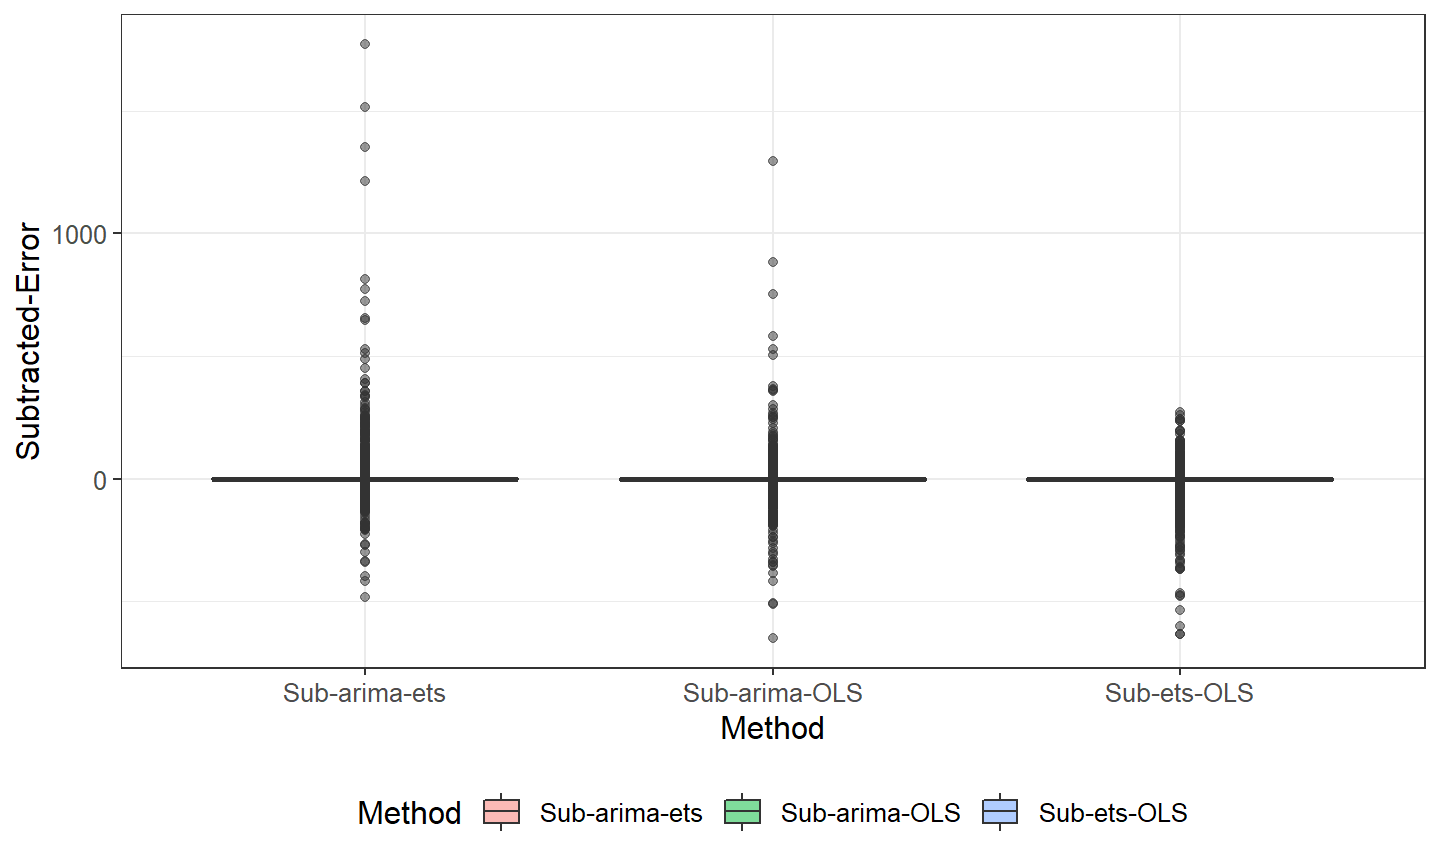 Subtracted-Error
1000
0
Sub-arima-ets
Sub-arima-OLS
Sub-ets-OLS
Method
Method
Sub-arima-ets
Sub-arima-OLS
Sub-ets-OLS